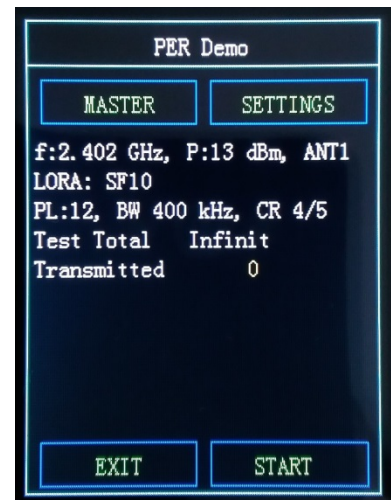 PER Demo
MASTER SETTINGS
f:2.402 GHz, P:13 dBm, ANT1
LORA: SF10
PL:12, BW 400 kHz, CR 4/5
Test Total Infinit
Transmitted 0
EXIT START